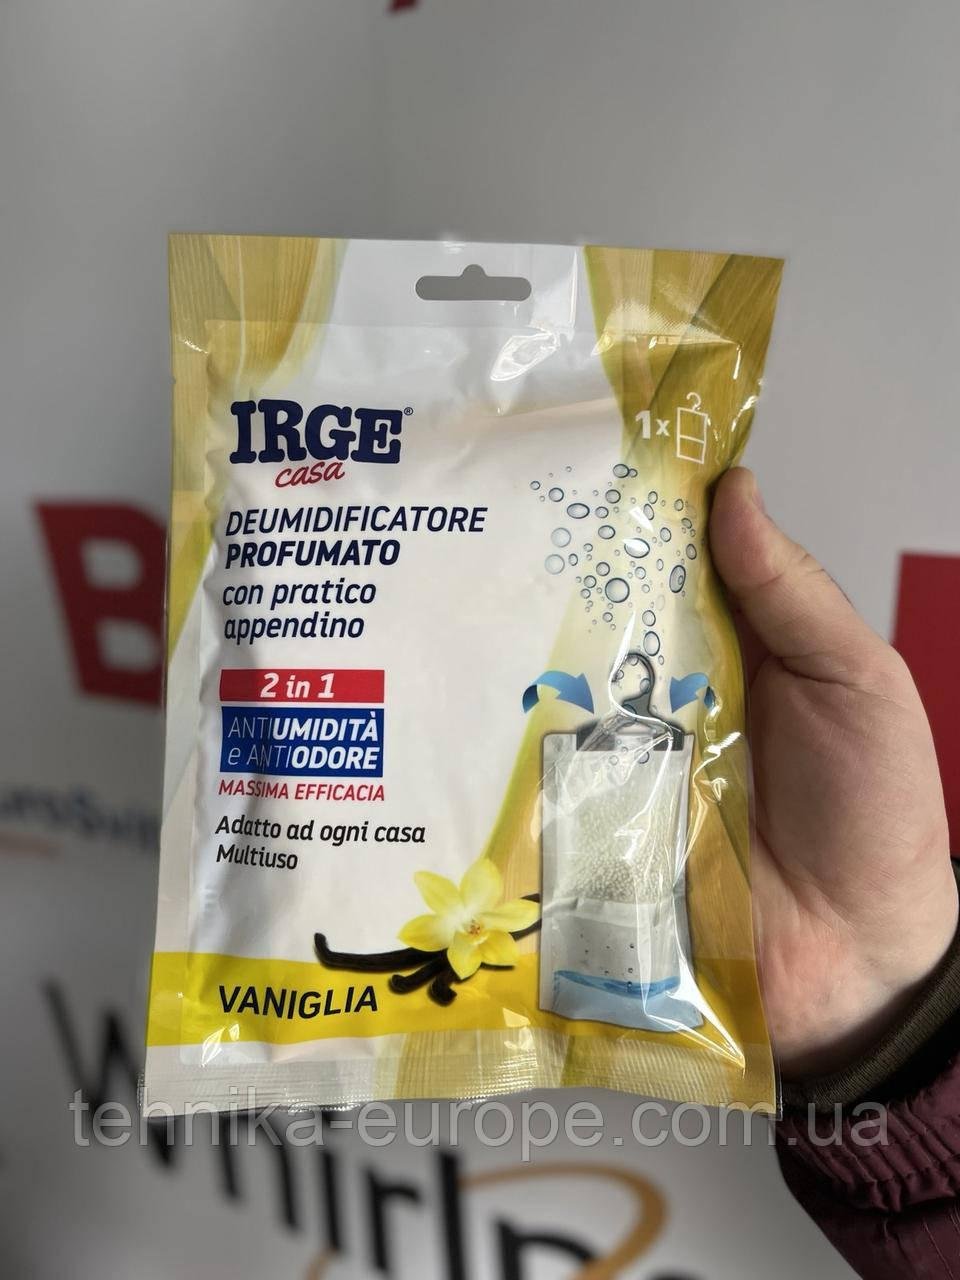 IRGE®
casa
1x
DEUMIDIFICATORE
PROFUMATO
con pratico
appendino
2 in 1
ANTIUMIDITÀ
e ANTIODORE
MASSIMA EFFICACIA
Adatto ad ogni casa
Multiuso
VANIGLIA
tehnika-europe.com.ua